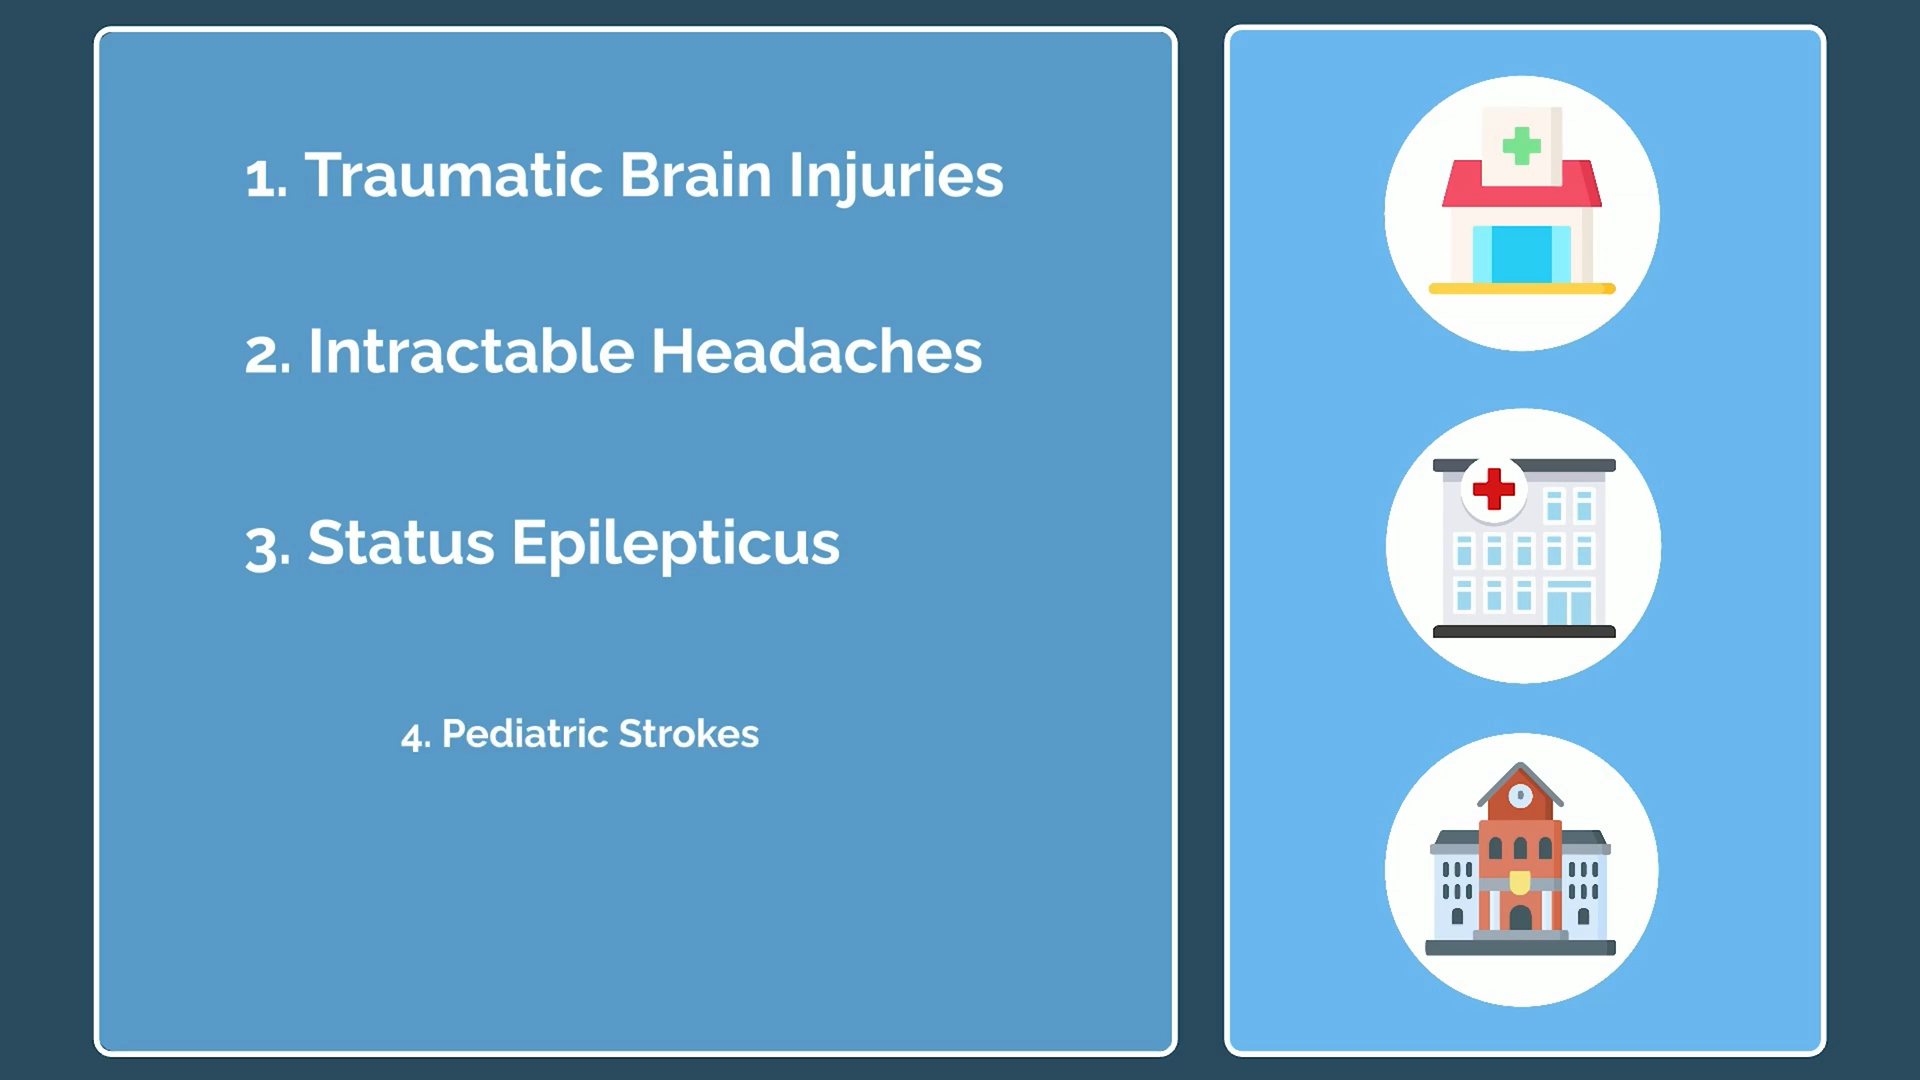 1. Traumatic Brain Injuries
2. Intractable Headaches
3. Status Epilepticus
4. Pediatric Strokes